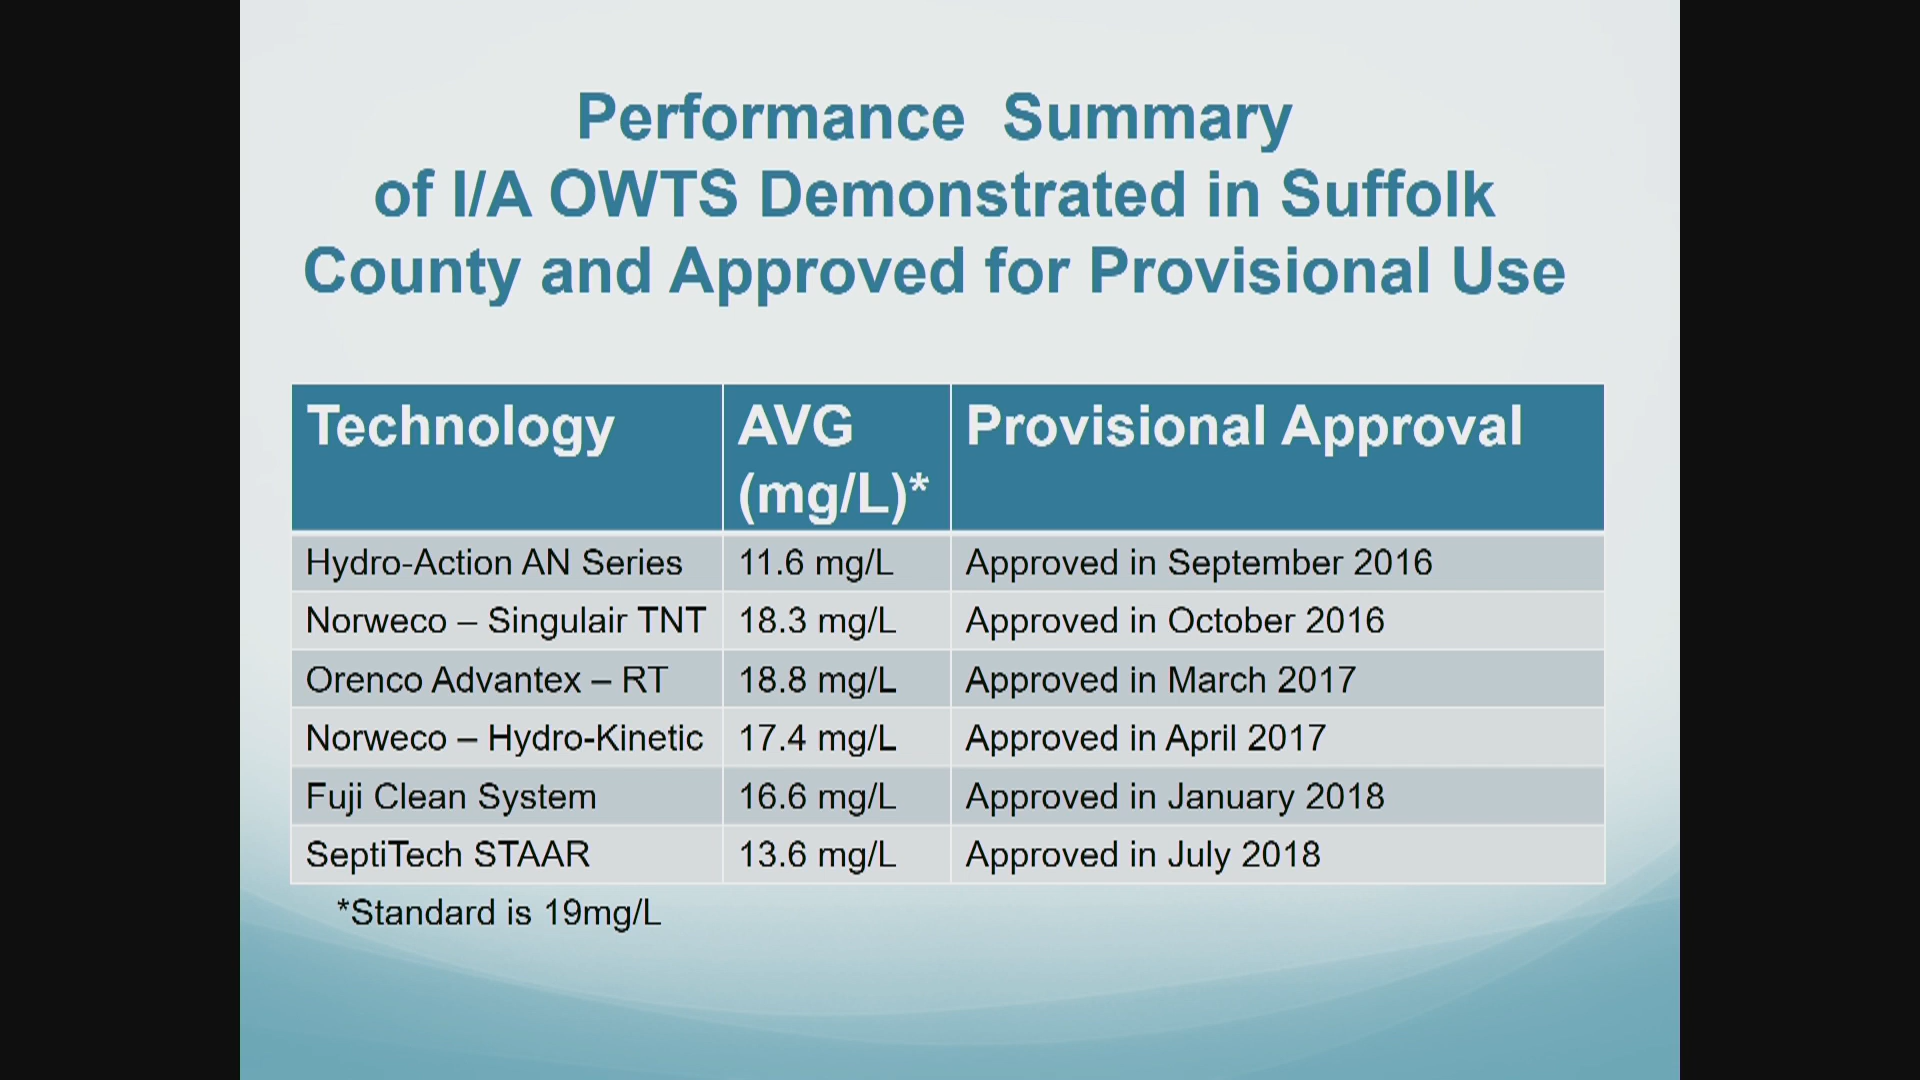 Performance Summary
of I/A OWTS Demonstrated in Suffolk
County and Approved for Provisional Use
Technology AVG (mg/L)* Provisional Approval
Hydro-Action AN Series 11.6 mg/L Approved in September 2016
Norweco – Singulair TNT 18.3 mg/L Approved in October 2016
Orenco Advantex – RT 18.8 mg/L Approved in March 2017
Norweco – Hydro-Kinetic 17.4 mg/L Approved in April 2017
Fuji Clean System 16.6 mg/L Approved in January 2018
SeptiTech STAAR 13.6 mg/L Approved in July 2018
*Standard is 19mg/L